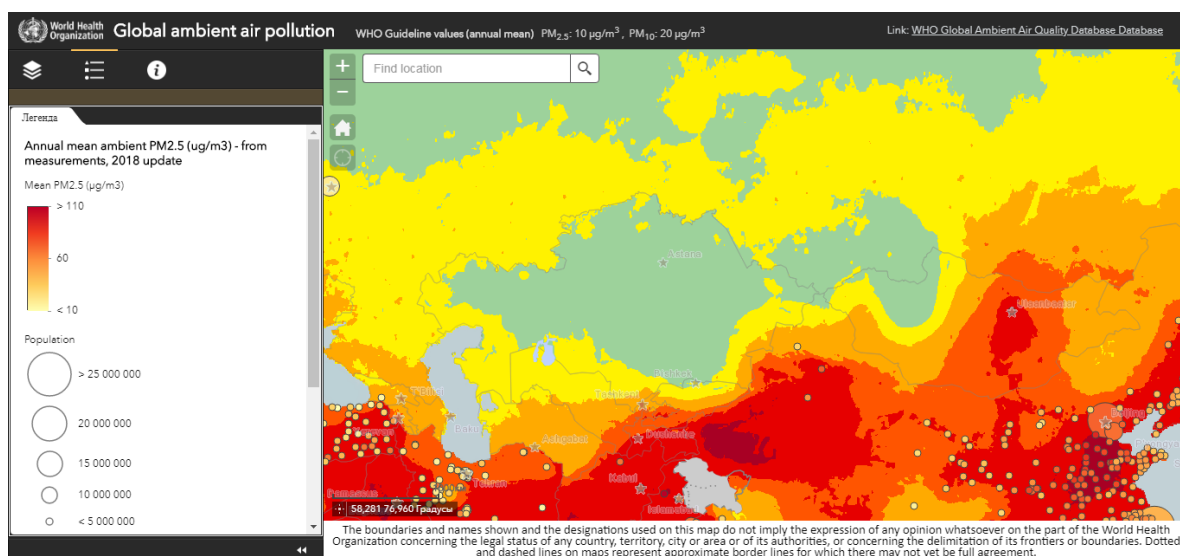 World Health
Organization
Global ambient air pollution
WHO Guideline values (annual mean) PM2.5: 10 µg/m³ , PM10: 20 µg/m³
Link: WHO Global Ambient Air Quality Database Database
Find location
Легенда
Annual mean ambient PM2.5 (ug/m3) - from
measurements, 2018 update
Mean PM2.5 (µg/m3)
> 110
60
< 10
Population
> 25 000 000
20 000 000
15 000 000
10 000 000
< 5 000 000
Astana
Ulaanbaatar
Bishkek
Tashkent
T'Bilisi
Baku
Yerevan
Ashgabat
Dushanbe
Beijing
Tehran
Kabul
Islamabad
Damascus
58,281 76,960 Градусы
The boundaries and names shown and the designations used on this map do not imply the expression of any opinion whatsoever on the part of the World Health
Organization concerning the legal status of any country, territory, city or area or of its authorities, or concerning the delimitation of its frontiers or boundaries. Dotted
and dashed lines on maps represent approximate border lines for which there may not yet be full agreement.